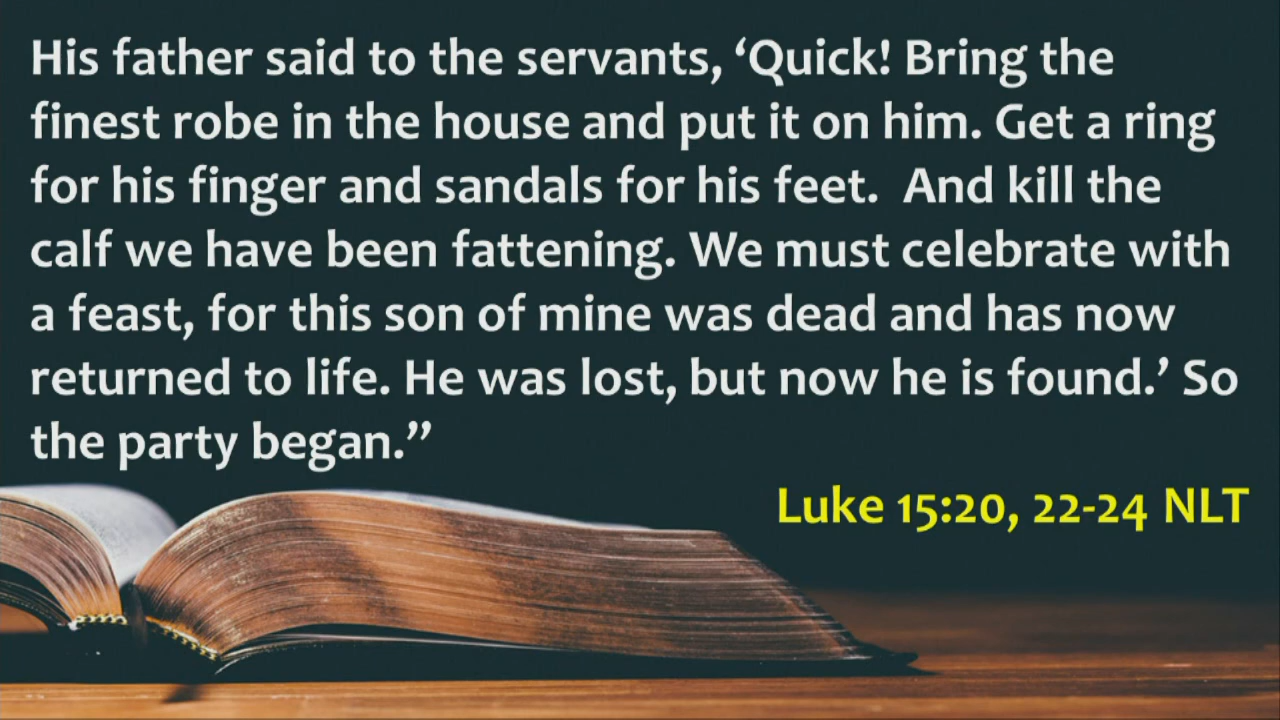 His father said to the servants, ‘Quick! Bring the
finest robe in the house and put it on him. Get a ring
for his finger and sandals for his feet.  And kill the
calf we have been fattening. We must celebrate with
a feast, for this son of mine was dead and has now
returned to life. He was lost, but now he is found.’ So
the party began.”
Luke 15:20, 22-24 NLT